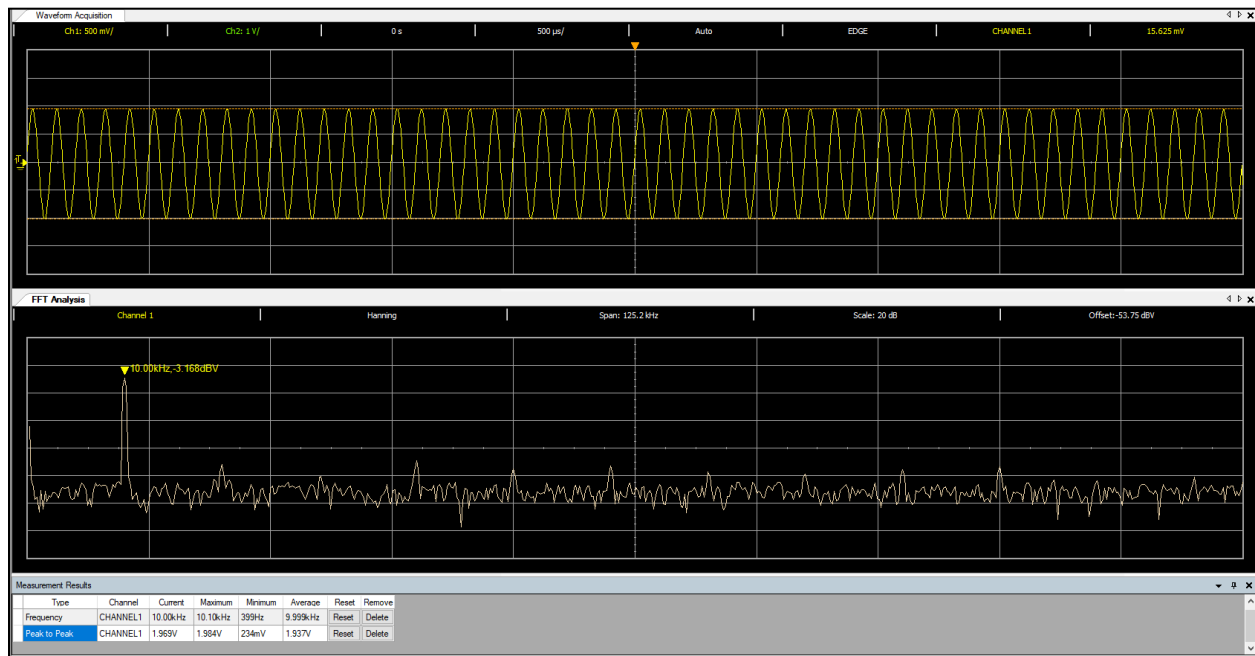 Waveform Acquisition
Ch1: 500 mV/ Ch2: 1 V/ 0 s 500 µs/ Auto EDGE CHANNEL1 15.625 mV
T
FFT Analysis
Channel 1 Hanning Span: 125.2 kHz Scale: 20 dB Offset:-53.75 dBV
10.00kHz,-3.168dBV
Measurement Results
Type Channel Current Maximum Minimum Average Reset Remove
Frequency CHANNEL1 10.00kHz 10.10kHz 399Hz 9.999kHz Reset Delete
Peak to Peak CHANNEL1 1.969V 1.984V 234mV 1.937V Reset Delete